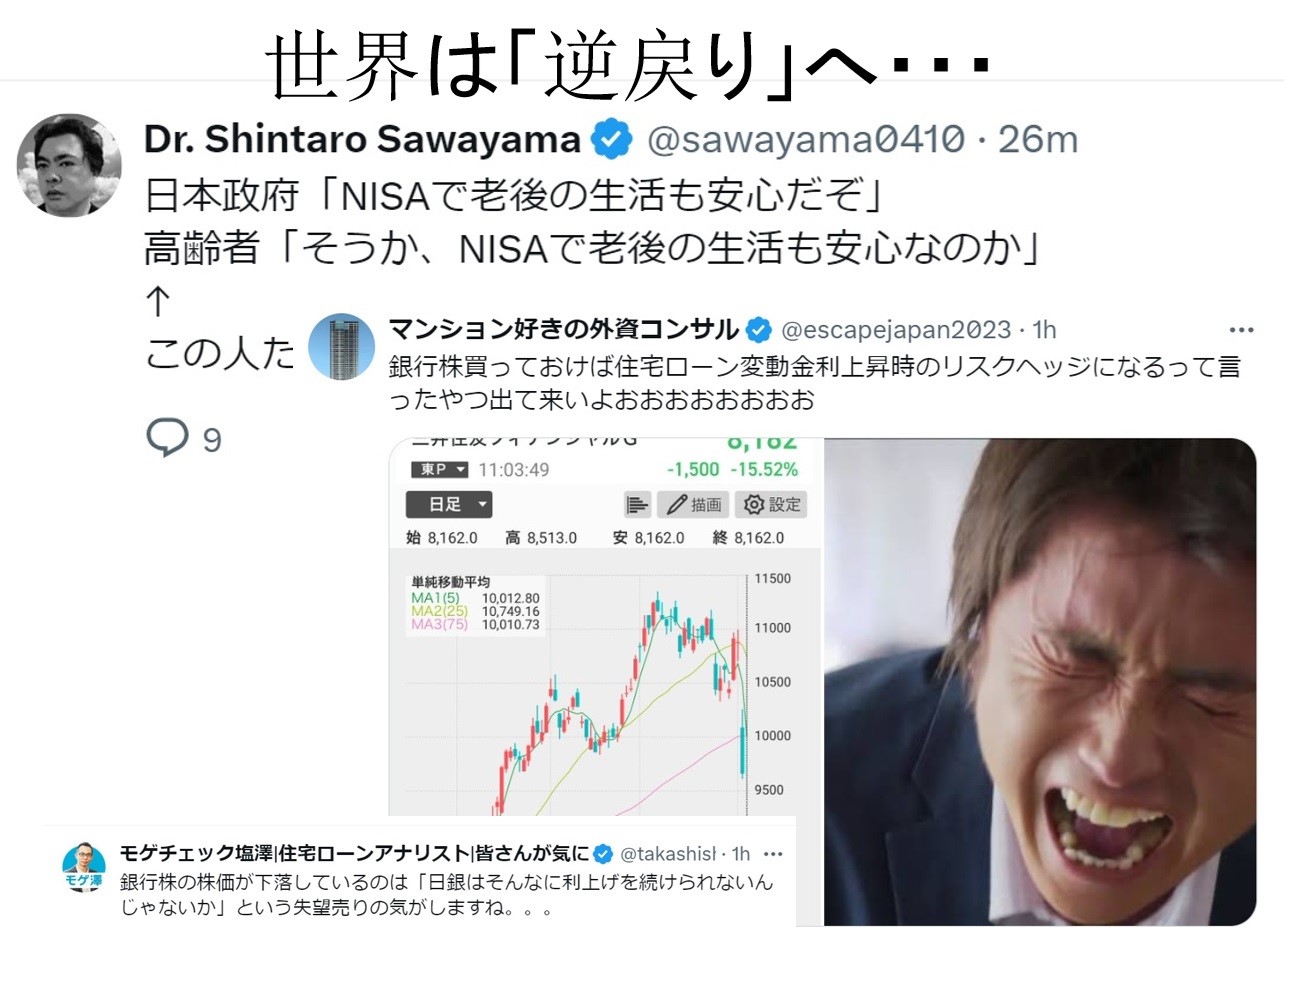 世界は「逆戻り」へ・・・
Dr. Shintaro Sawayama @sawayama0410 · 26m
日本政府「NISAで老後の生活も安心だぞ」
高齢者「そうか、NISAで老後の生活も安心なのか」
↑
この人た
9
マンション好きの外資コンサル @escapejapan2023 · 1h
銀行株買っておけば住宅ローン変動金利上昇時のリスクヘッジになるって言
ったやつ出て来いよおおおおおおおお
三井住友フィナンシャルG 8,162
東P 11:03:49 -1,500 -15.52%
日足 描画 設定
始 8,162.0 高 8,513.0 安 8,162.0 終 8,162.0
単純移動平均
MA1(5) 10,012.80
MA2(25) 10,749.16
MA3(75) 10,010.73
11500
11000
10500
10000
9500
モゲ澤
モゲチェック塩澤|住宅ローンアナリスト|皆さんが気に @takashisl · 1h
銀行株の株価が下落しているのは「日銀はそんなに利上げを続けられないん
じゃないか」という失望売りの気がしますね。。。